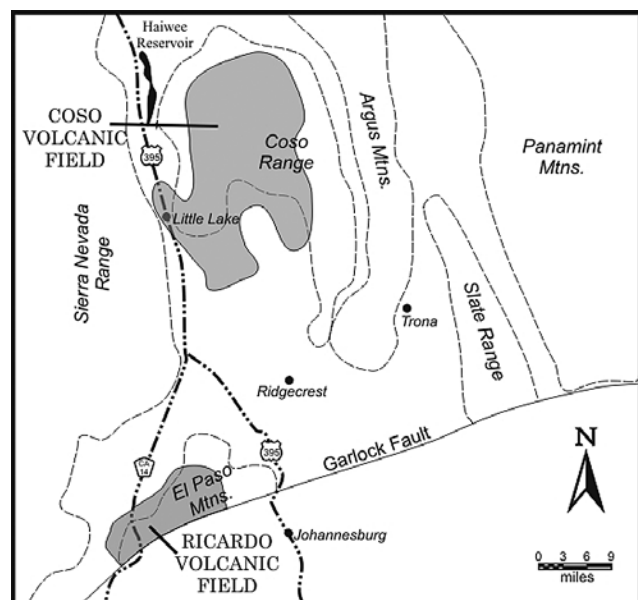 Haiwee
Reservoir
COSO
VOLCANIC
FIELD
395
Coso
Range
Argus Mtns.
Panamint
Mtns.
Little Lake
Sierra Nevada
Range
Trona
Slate Range
Ridgecrest
Garlock Fault
395
CA
14
El Paso
Mtns.
N
Johannesburg
RICARDO
VOLCANIC
FIELD
0 3 6 9
miles